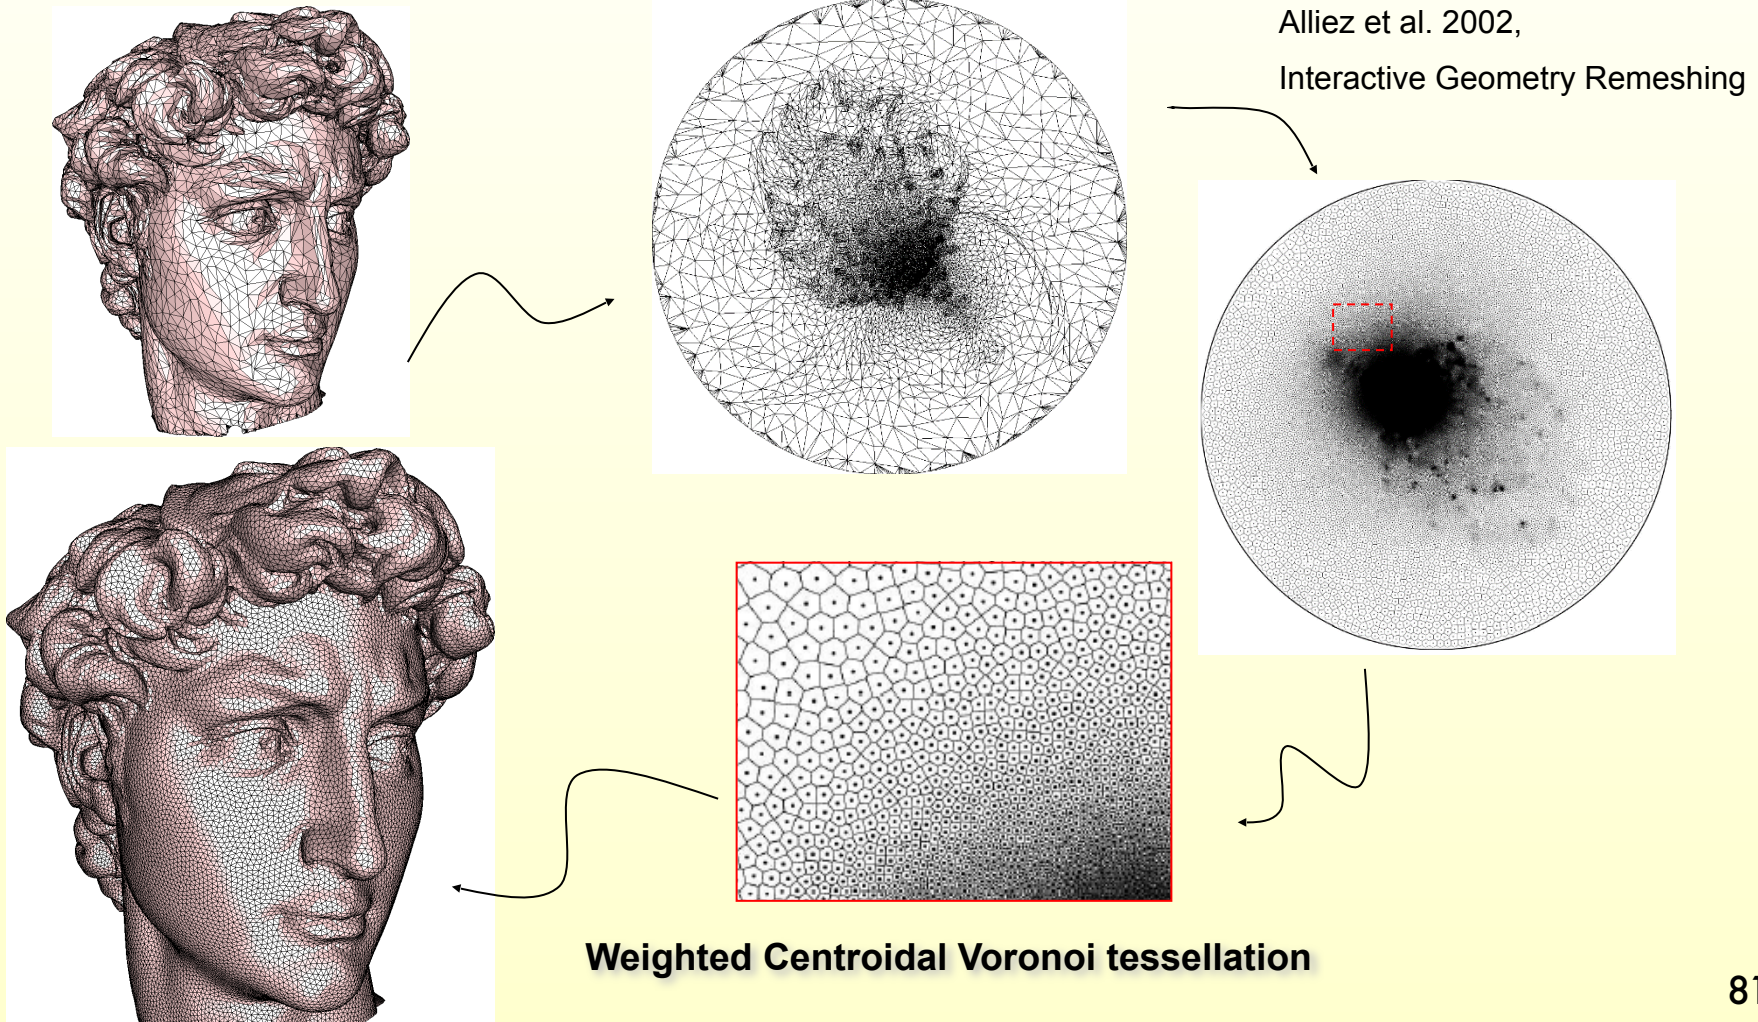 Alliez et al. 2002,
Interactive Geometry Remeshing
Weighted Centroidal Voronoi tessellation
81